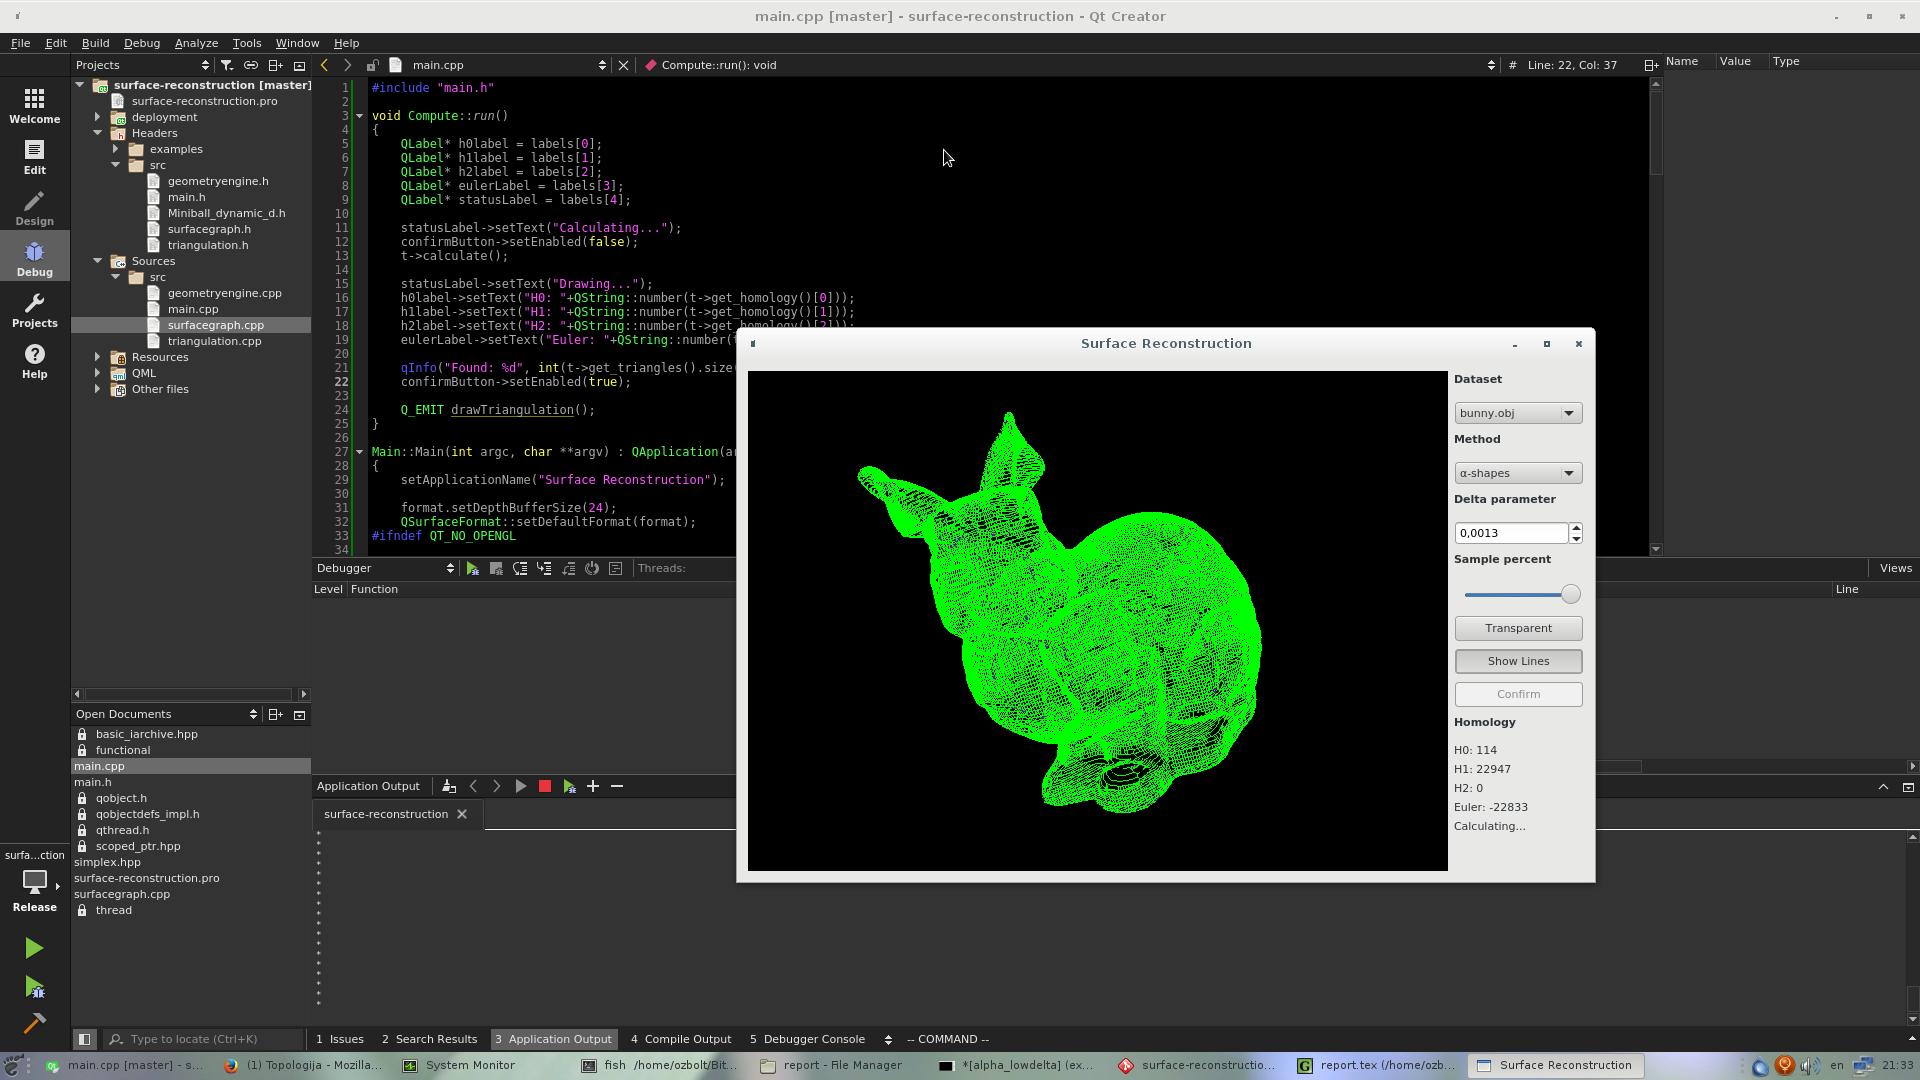 main.cpp [master] - surface-reconstruction - Qt Creator
File Edit Build Debug Analyze Tools Window Help
Projects
main.cpp
Compute::run(): void
# Line: 22, Col: 37
Name Value Type
Welcome
Edit
Design
Debug
Projects
Help
surface-reconstruction [master]
surface-reconstruction.pro
deployment
Headers
examples
src
geometryengine.h
main.h
Miniball_dynamic_d.h
surfacegraph.h
triangulation.h
Sources
src
geometryengine.cpp
main.cpp
surfacegraph.cpp
triangulation.cpp
Resources
QML
Other files
1 #include "main.h"
2
3 void Compute::run()
4 {
5 QLabel* h0label = labels[0];
6 QLabel* h1label = labels[1];
7 QLabel* h2label = labels[2];
8 QLabel* eulerLabel = labels[3];
9 QLabel* statusLabel = labels[4];
10
11 statusLabel->setText("Calculating...");
12 confirmButton->setEnabled(false);
13 t->calculate();
14
15 statusLabel->setText("Drawing...");
16 h0label->setText("H0: "+QString::number(t->get_homology()[0]));
17 h1label->setText("H1: "+QString::number(t->get_homology()[1]));
18 h2label->setText("H2: "+QString::number(t->get_homology()[2]));
19 eulerLabel->setText("Euler: "+QString::number(
20
21 qInfo("Found: %d", int(t->get_triangles().size(
22 confirmButton->setEnabled(true);
23
24 Q_EMIT drawTriangulation();
25 }
26
27 Main::Main(int argc, char **argv) : QApplication(
28 {
29 setApplicationName("Surface Reconstruction");
30
31 format.setDepthBufferSize(24);
32 QSurfaceFormat::setDefaultFormat(format);
33 #ifndef QT_NO_OPENGL
34
Surface Reconstruction
Dataset
bunny.obj
Method
α-shapes
Delta parameter
0,0013
Sample percent
Transparent
Show Lines
Confirm
Homology
H0: 114
H1: 22947
H2: 0
Euler: -22833
Calculating...
Debugger
Threads:
Views
Level Function
Line
Open Documents
basic_iarchive.hpp
functional
main.cpp
main.h
qobject.h
qobjectdefs_impl.h
qthread.h
scoped_ptr.hpp
simplex.hpp
surface-reconstruction.pro
surfacegraph.cpp
thread
Application Output
surface-reconstruction
surfa...ction
Release
Type to locate (Ctrl+K)
1 Issues 2 Search Results 3 Application Output 4 Compile Output 5 Debugger Console -- COMMAND --
main.cpp [master] - s...
(1) Topologija - Mozilla...
System Monitor
fish /home/ozbolt/Bit...
report - File Manager
*[alpha_lowdelta] (ex...
surface-reconstructio...
report.tex (/home/ozb...
Surface Reconstruction
en
21:33